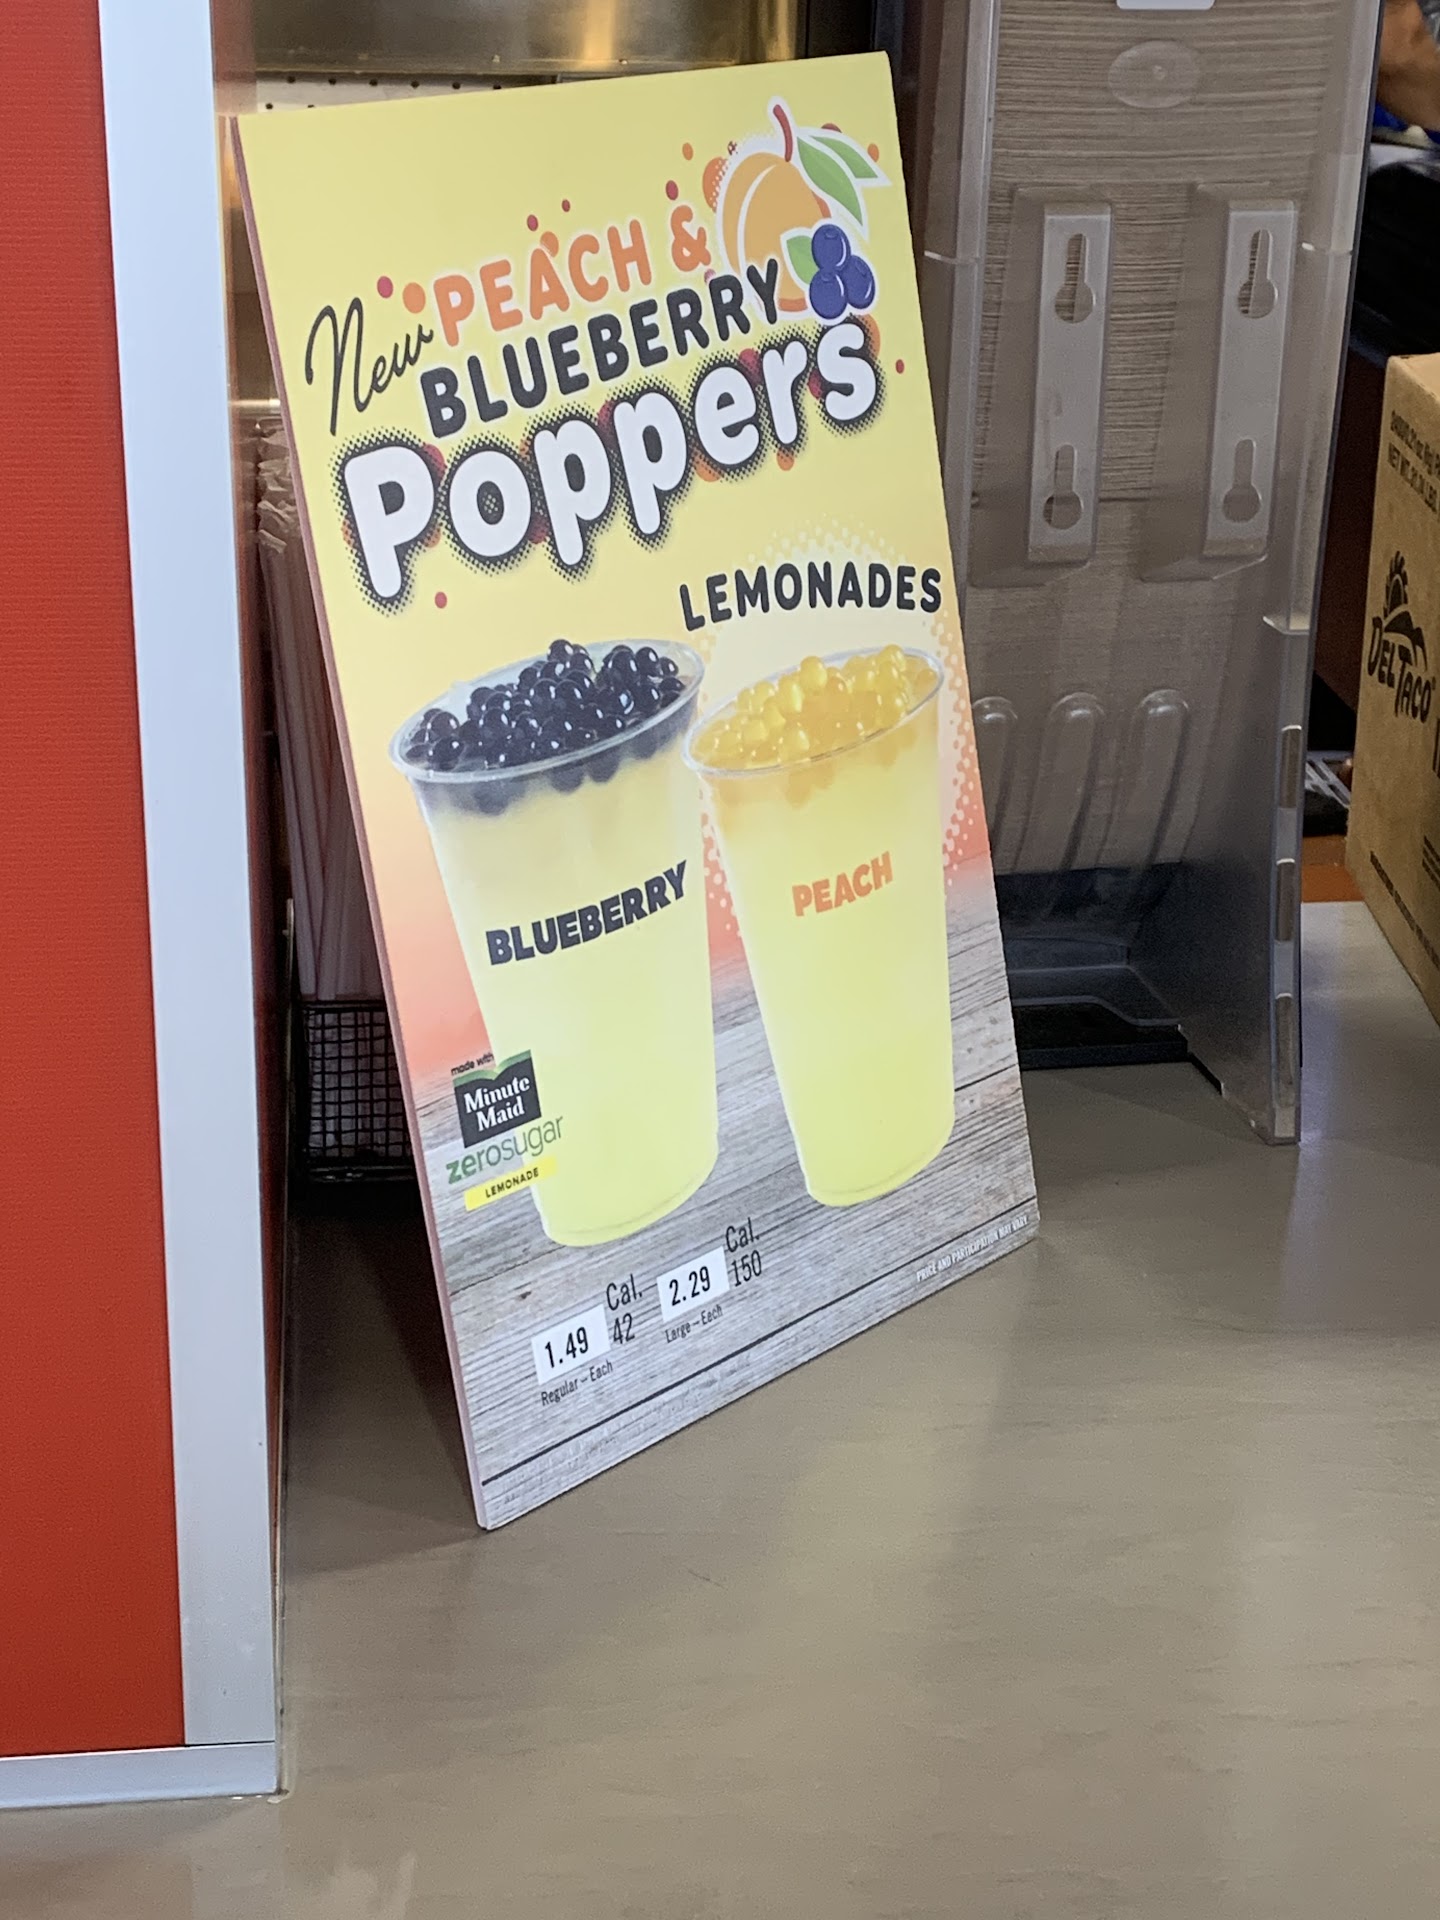 New PEACH &
BLUEBERRY
Poppers
LEMONADES
BLUEBERRY
PEACH
made with
Minute
Maid
zerosugar
LEMONADE
1.49 Cal. 42
Regular – Each
2.29 Cal. 150
Large – Each
PRICE AND PARTICIPATION MAY VARY
DEL TACO